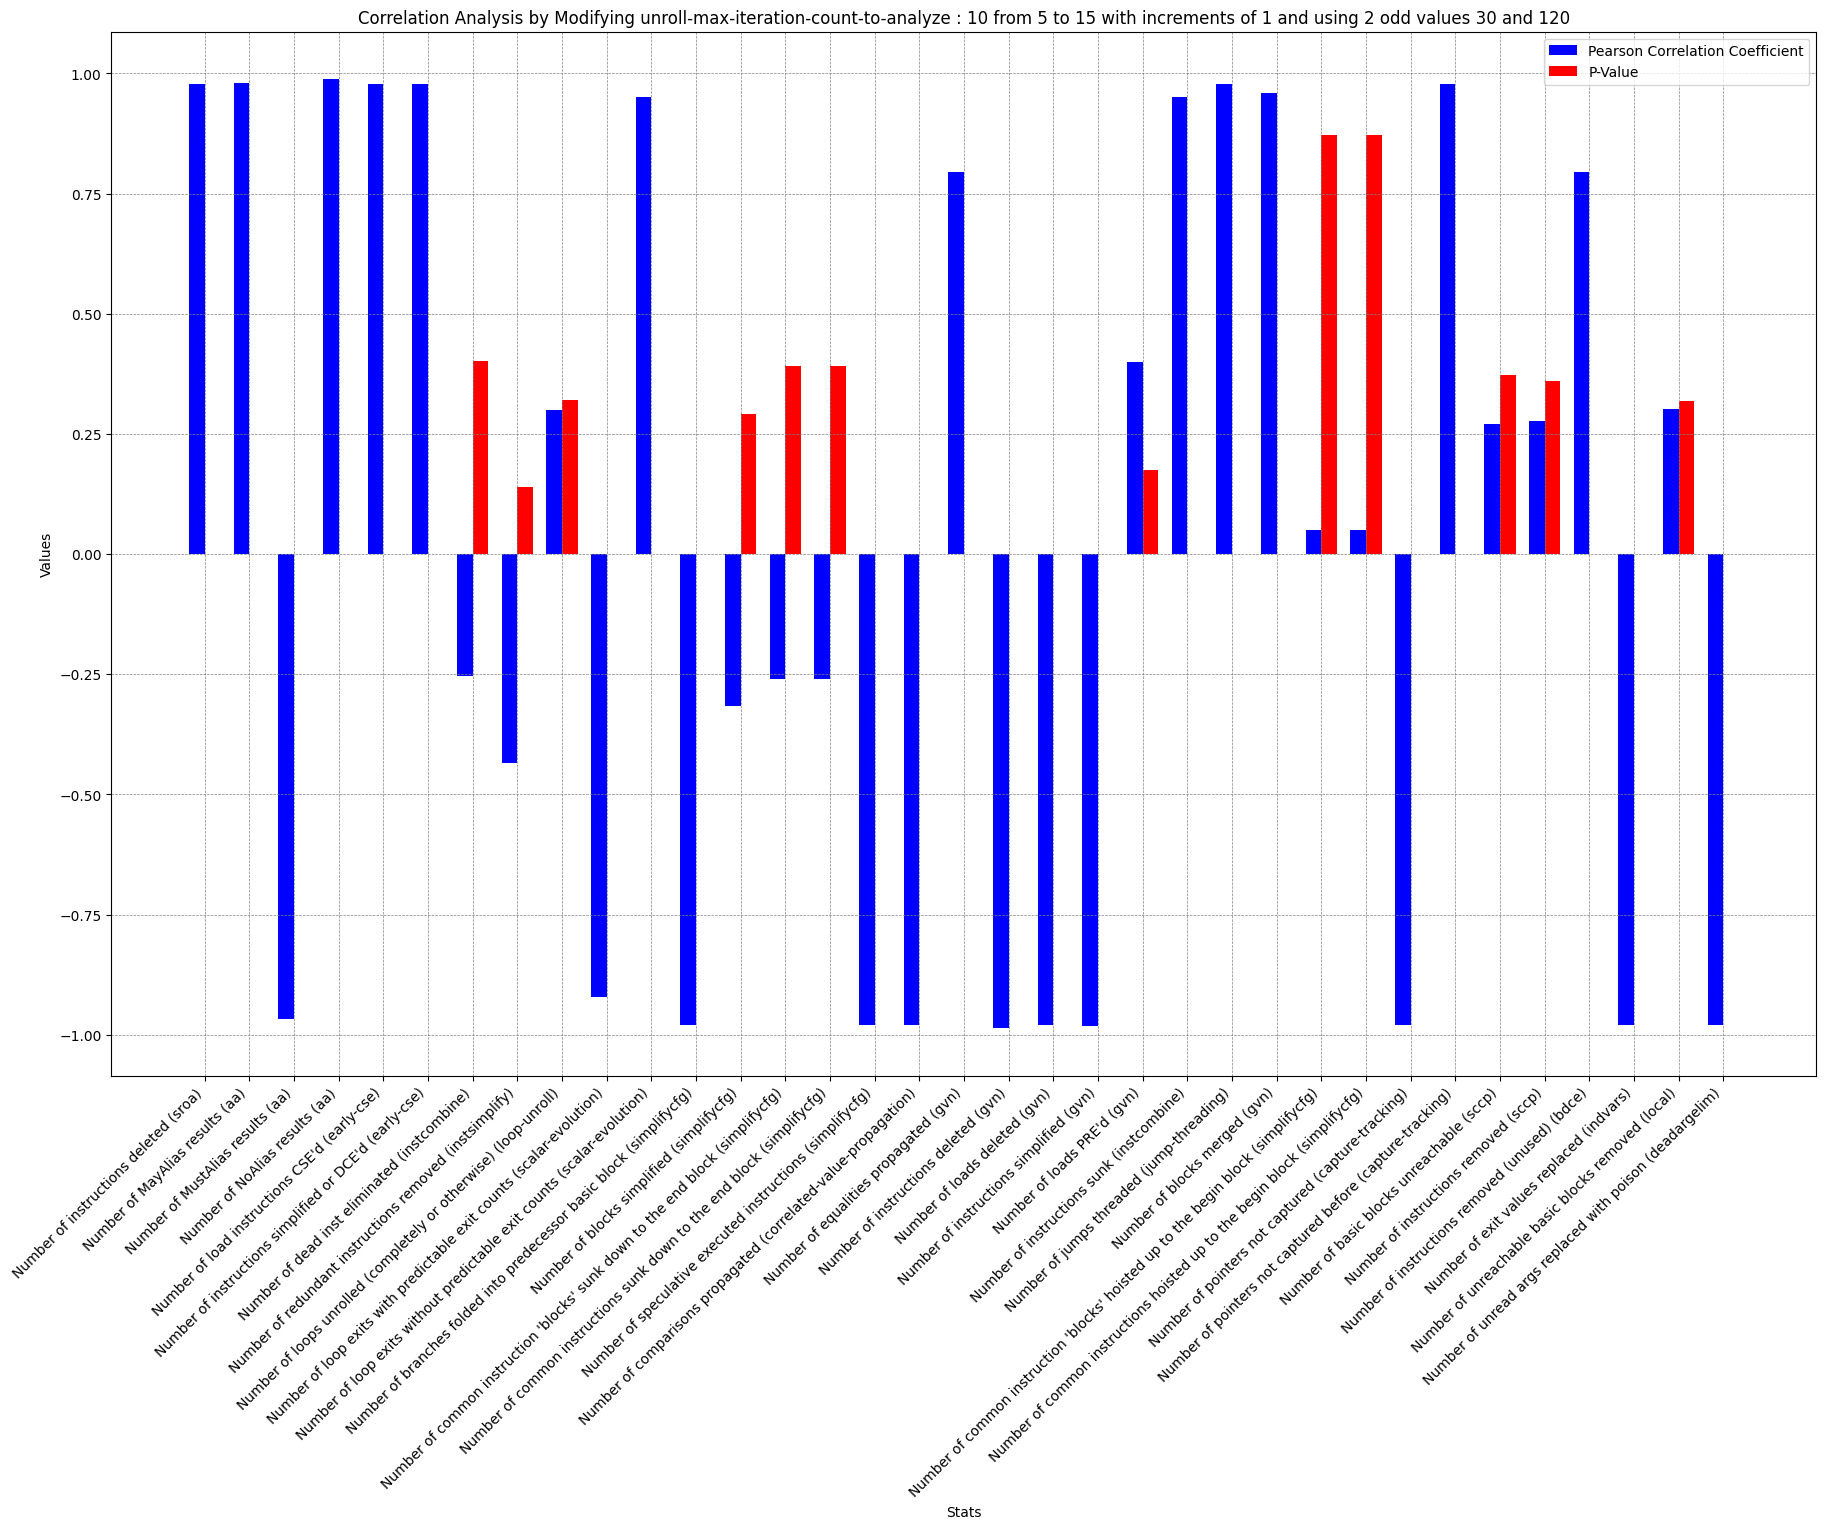 Correlation Analysis by Modifying unroll-max-iteration-count-to-analyze : 10 from 5 to 15 with increments of 1 and using 2 odd values 30 and 120
Pearson Correlation Coefficient
P-Value
Values
1.00
0.75
0.50
0.25
0.00
−0.25
−0.50
−0.75
−1.00
Number of instructions deleted (sroa)
Number of MayAlias results (aa)
Number of MustAlias results (aa)
Number of NoAlias results (aa)
Number of load instructions CSE'd (early-cse)
Number of instructions simplified or DCE'd (early-cse)
Number of dead inst eliminated (instcombine)
Number of redundant instructions removed (instsimplify)
Number of loops unrolled (completely or otherwise) (loop-unroll)
Number of loop exits with predictable exit counts (scalar-evolution)
Number of loop exits without predictable exit counts (scalar-evolution)
Number of branches folded into predecessor basic block (simplifycfg)
Number of blocks simplified (simplifycfg)
Number of common instruction 'blocks' sunk down to the end block (simplifycfg)
Number of common instructions sunk down to the end block (simplifycfg)
Number of speculative executed instructions (simplifycfg)
Number of comparisons propagated (correlated-value-propagation)
Number of equalities propagated (gvn)
Number of instructions deleted (gvn)
Number of loads deleted (gvn)
Number of instructions simplified (gvn)
Number of loads PRE'd (gvn)
Number of instructions sunk (instcombine)
Number of jumps threaded (jump-threading)
Number of blocks merged (gvn)
Number of common instruction 'blocks' hoisted up to the begin block (simplifycfg)
Number of common instructions hoisted up to the begin block (simplifycfg)
Number of pointers not captured (capture-tracking)
Number of pointers not captured before (capture-tracking)
Number of basic blocks unreachable (sccp)
Number of instructions removed (sccp)
Number of instructions removed (unused) (bdce)
Number of exit values replaced (indvars)
Number of unreachable basic blocks removed (local)
Number of unread args replaced with poison (deadargelim)
Stats